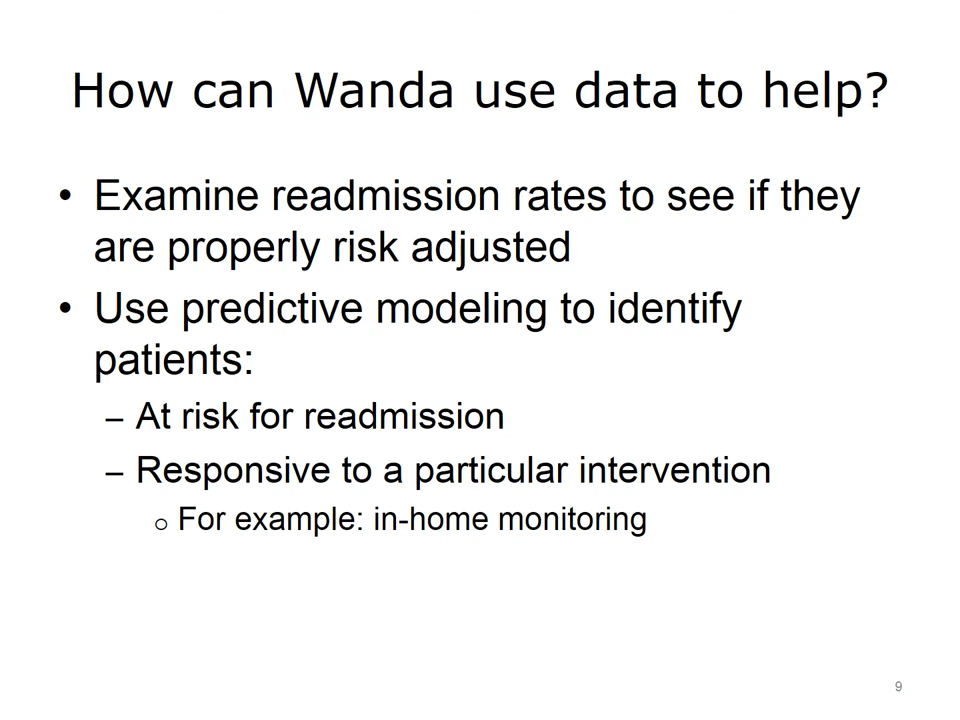 How can Wanda use data to help?
• Examine readmission rates to see if they
are properly risk adjusted
• Use predictive modeling to identify
patients:
– At risk for readmission
– Responsive to a particular intervention
o For example: in-home monitoring
9